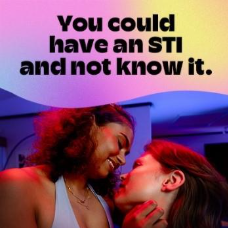 You could
have an STI
and not know it.